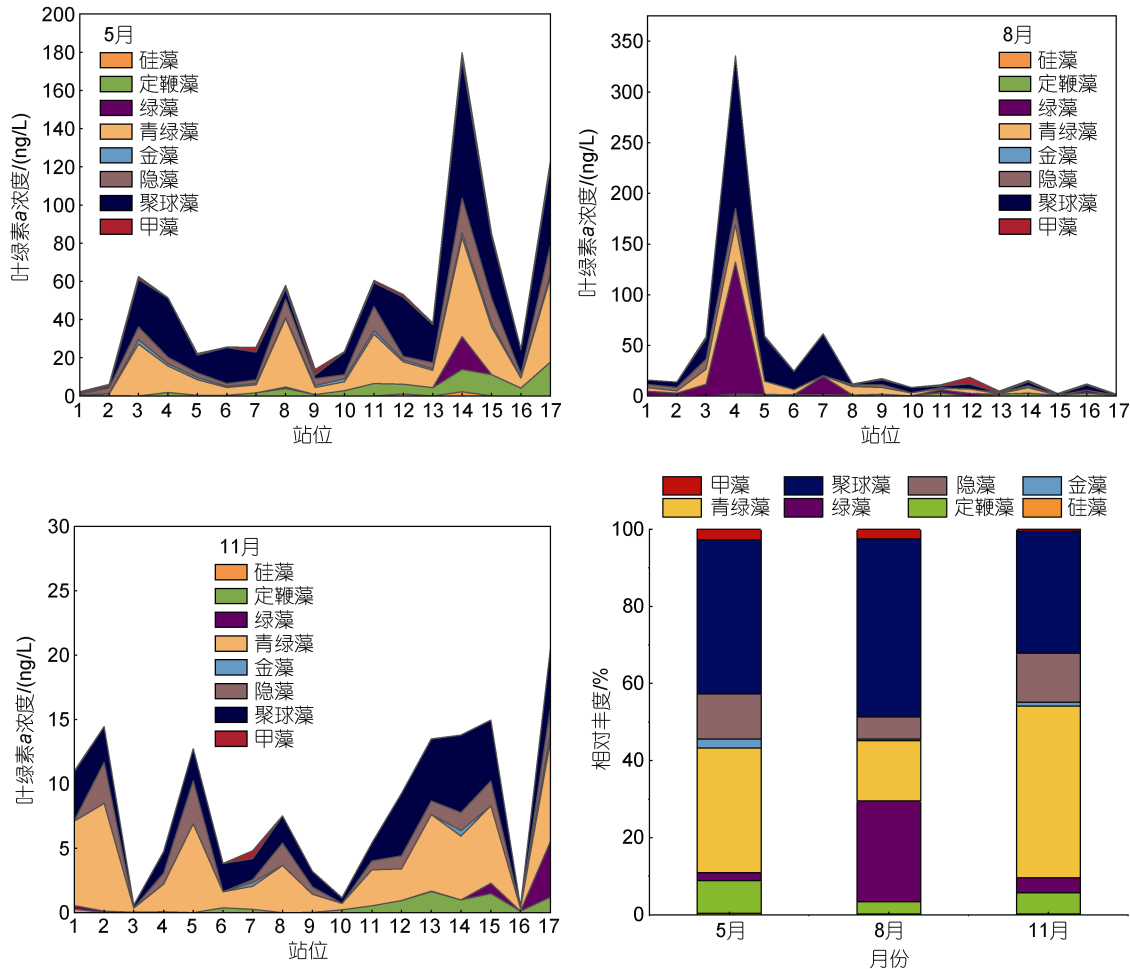 5月
硅藻
定鞭藻
绿藻
青绿藻
金藻
隐藻
聚球藻
甲藻
叶绿素a浓度/(ng/L)
200
180
160
140
120
100
80
60
40
20
0
1 2 3 4 5 6 7 8 9 10 11 12 13 14 15 16 17
站位
8月
硅藻
定鞭藻
绿藻
青绿藻
金藻
隐藻
聚球藻
甲藻
叶绿素a浓度/(ng/L)
350
300
250
200
150
100
50
0
1 2 3 4 5 6 7 8 9 10 11 12 13 14 15 16 17
站位
11月
硅藻
定鞭藻
绿藻
青绿藻
金藻
隐藻
聚球藻
甲藻
叶绿素a浓度/(ng/L)
30
25
20
15
10
5
0
1 2 3 4 5 6 7 8 9 10 11 12 13 14 15 16 17
站位
甲藻 聚球藻 隐藻 金藻
青绿藻 绿藻 定鞭藻 硅藻
相对丰度/%
100
80
60
40
20
0
5月 8月 11月
月份